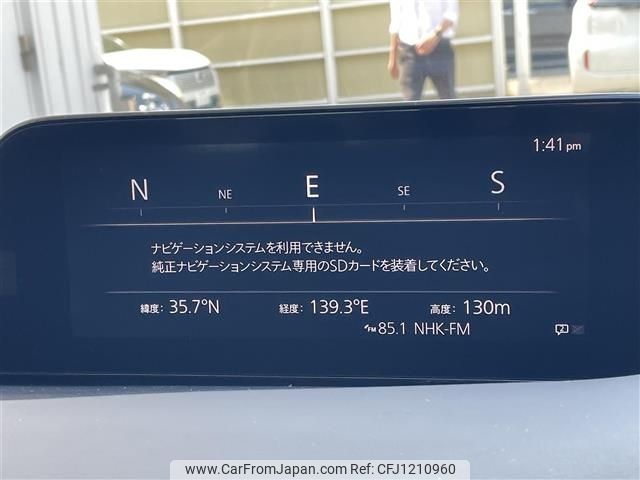 1:41pm
N NE E SE S
ナビゲーションシステムを利用できません。
純正ナビゲーションシステム専用のSDカードを装着してください。
緯度: 35.7°N 経度: 139.3°E 高度: 130m
FM 85.1 NHK-FM 2
www.CarFromJapan.com - CFJ1210960